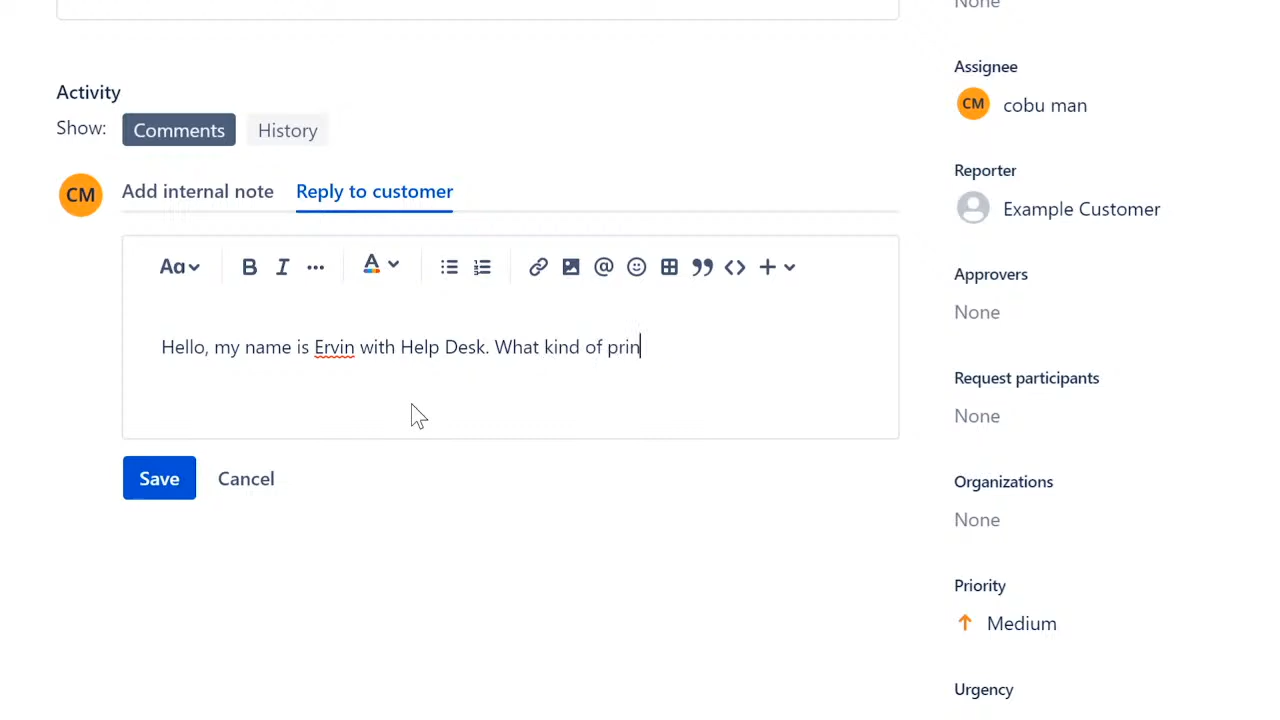 None
Assignee
CM cobu man
Activity
Show: Comments History
Reporter
CM Add internal note Reply to customer
Example Customer
Aa B I ... A
Approvers
None
Hello, my name is Ervin with Help Desk. What kind of prin
Request participants
None
Save Cancel
Organizations
None
Priority
Medium
Urgency